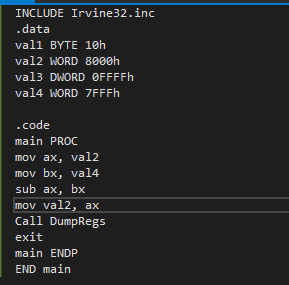 INCLUDE Irvine32.inc
.data
val1 BYTE 10h
val2 WORD 8000h
val3 DWORD 0FFFFh
val4 WORD 7FFFh
.code
main PROC
mov ax, val2
mov bx, val4
sub ax, bx
mov val2, ax
Call DumpRegs
exit
main ENDP
END main